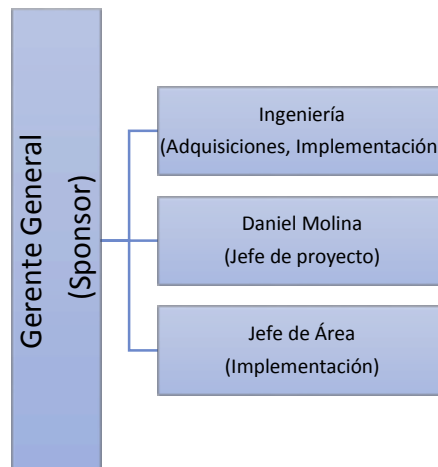 Gerente General
(Sponsor)
Ingeniería
(Adquisiciones, Implementación
Daniel Molina
(Jefe de proyecto)
Jefe de Área
(Implementación)